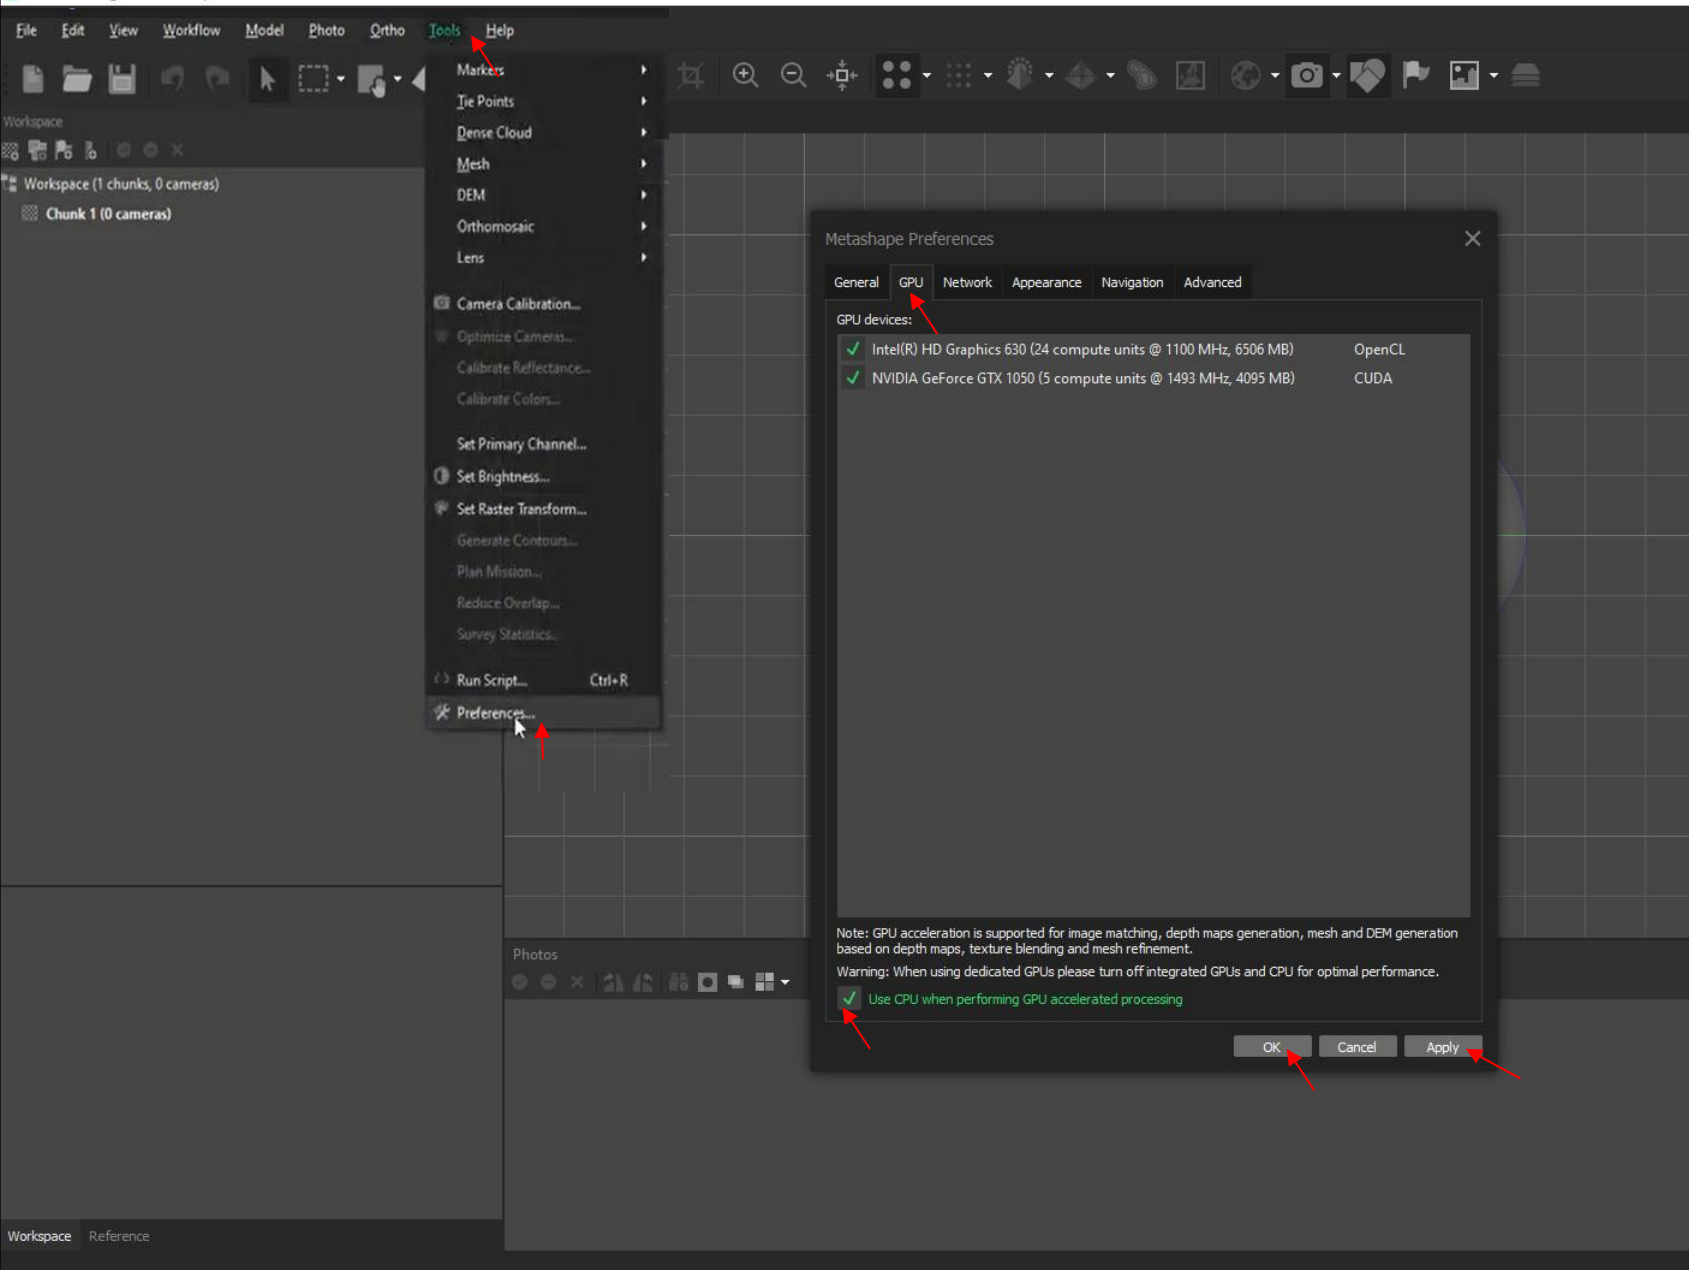 File Edit View Workflow Model Photo Ortho Tools Help
Workspace
Workspace (1 chunks, 0 cameras)
Chunk 1 (0 cameras)
Markers
Tie Points
Dense Cloud
Mesh
DEM
Orthomosaic
Lens
Camera Calibration...
Optimize Cameras...
Calibrate Reflectance...
Calibrate Colors...
Set Primary Channel...
Set Brightness...
Set Raster Transform...
Generate Contours...
Plan Mission...
Reduce Overlap...
Survey Statistics...
Run Script... Ctrl+R
Preferences...
Metashape Preferences
General GPU Network Appearance Navigation Advanced
GPU devices:
Intel(R) HD Graphics 630 (24 compute units @ 1100 MHz, 6506 MB) OpenCL
NVIDIA GeForce GTX 1050 (5 compute units @ 1493 MHz, 4095 MB) CUDA
Note: GPU acceleration is supported for image matching, depth maps generation, mesh and DEM generation
based on depth maps, texture blending and mesh refinement.
Warning: When using dedicated GPUs please turn off integrated GPUs and CPU for optimal performance.
Use CPU when performing GPU accelerated processing
OK Cancel Apply
Photos
Workspace Reference